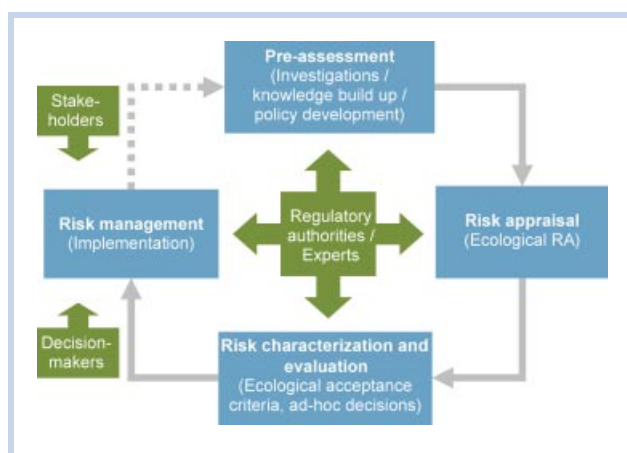 Pre-assessment
(Investigations /
knowledge build up /
policy development)
Stake-
holders
Risk management
(Implementation)
Regulatory
authorities /
Experts
Risk appraisal
(Ecological RA)
Decision-
makers
Risk characterization and
evaluation
(Ecological acceptance
criteria, ad-hoc decisions)